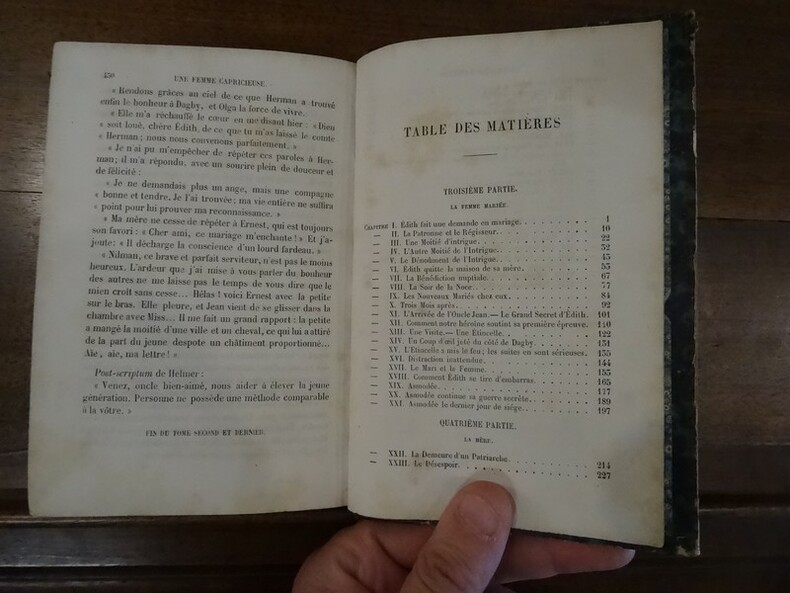 450
UNE FEMME CAPRICIEUSE.
« Rendons grâces au ciel de ce que Herman a trouvé
enfin le bonheur à Dagby, et Olga la force de vivre.
« Elle m'a réchauffé le cœur en me disant hier : «Dieu
« soit loué, chère Édith, de ce que tu m'as laissé le comte
« Herman; nous nous convenons parfaitement. »
« Je n'ai pu m'empêcher de répéter ces paroles à Her-
man; il m'a répondu, avec un sourire plein de douceur et
de félicité :
« Je ne demandais plus un ange, mais une compagne
« bonne et tendre. Je l'ai trouvée; ma vie entière ne suffira
« point pour lui prouver ma reconnaissance. »
« Ma mère ne cesse de répéter à Ernest, qui est toujours
son favori : « Cher ami, ce mariage m'enchante! » Et j'a-
joute: « Il décharge la conscience d'un lourd fardeau. »
« Nilman, ce brave et parfait serviteur, n'est pas le moins
heureux. L'ardeur que j'ai mise à vous parler du bonheur
des autres ne me laisse pas le temps de vous dire que le
mien croît sans cesse... Hélas! voici Ernest avec la petite
sur le bras. Elle pleure, et Jean vient de se glisser dans la
chambre avec Miss... Il me fait un grand rapport : la petite
a mangé la moitié d'une ville et un cheval, ce qui lui a attiré
de la part du jeune despote un châtiment proportionné...
Aïe, aïe, ma lettre! »
Post-scriptum de Helmer :
« Venez, oncle bien-aimé, nous aider à élever la jeune
génération. Personne ne possède une méthode comparable
à la vôtre. »
FIN DU TOME SECOND ET DERNIER.
TABLE DES MATIÈRES
TROISIÈME PARTIE.
LA FEMME MARIÉE.
CHAPITRE I. Édith fait une demande en mariage. 1
— II. La Patronne et le Régisseur. 10
— III. Une Moitié d'intrigue. 22
— IV. L'Autre Moitié de l'Intrigue. 32
— V. Le Dénoûment de l'Intrigue. 45
— VI. Édith quitte la maison de sa mère. 55
— VII. La Bénédiction nuptiale. 67
— VIII. La Soir de la Noce. 77
— IX. Les Nouveaux Mariés chez eux. 84
— X. Trois Mois après. 92
— XI. L'Arrivée de l'Oncle Jean. — Le Grand Secret d'Édith. 101
— XII. Comment notre héroïne soutint sa première épreuve. 110
— XIII. Une Visite. — Une Étincelle. 122
— XIV. Un Coup d'œil jeté du côté de Dagby. 131
— XV. L'Étincelle a mis le feu; les suites en sont sérieuses. 135
— XVI. Distraction inattendue. 144
— XVII. Le Mari et la Femme. 153
— XVIII. Comment Édith se tire d'embarras. 165
— XIX. Asmodée. 177
— XX. Asmodée continue sa guerre secrète. 189
— XXI. Asmodée le dernier jour de siége. 197
QUATRIÈME PARTIE.
LA MÈRE.
— XXII. La Demeure d'un Patriarche. 214
— XXIII. Le Désespoir. 227